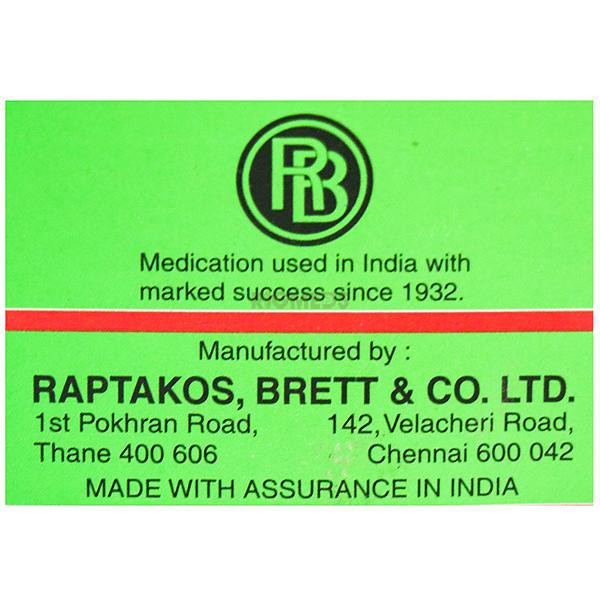 RB
Medication used in India with
marked success since 1932.
Manufactured by :
RAPTAKOS, BRETT & CO. LTD.
1st Pokhran Road, 142, Velacheri Road,
Thane 400 606 Chennai 600 042
MADE WITH ASSURANCE IN INDIA